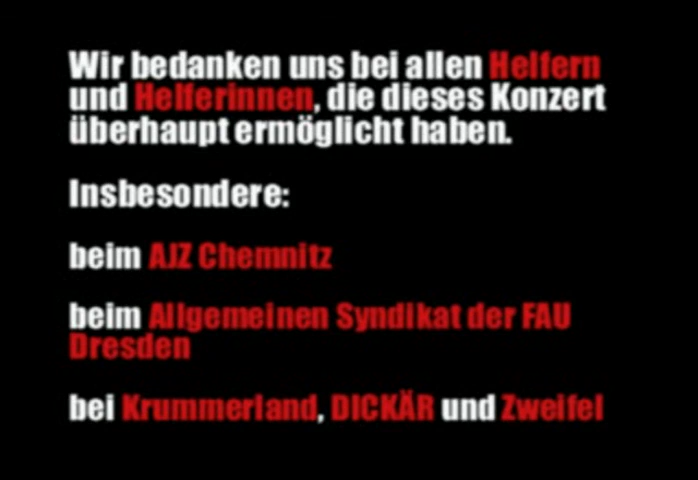 Wir bedanken uns bei allen Helfern
und Helferinnen, die dieses Konzert
überhaupt ermöglicht haben.
Insbesondere:
beim AJZ Chemnitz
beim Allgemeinen Syndikat der FAU
Dresden
bei Krummerland, DICKÄR und Zweifel